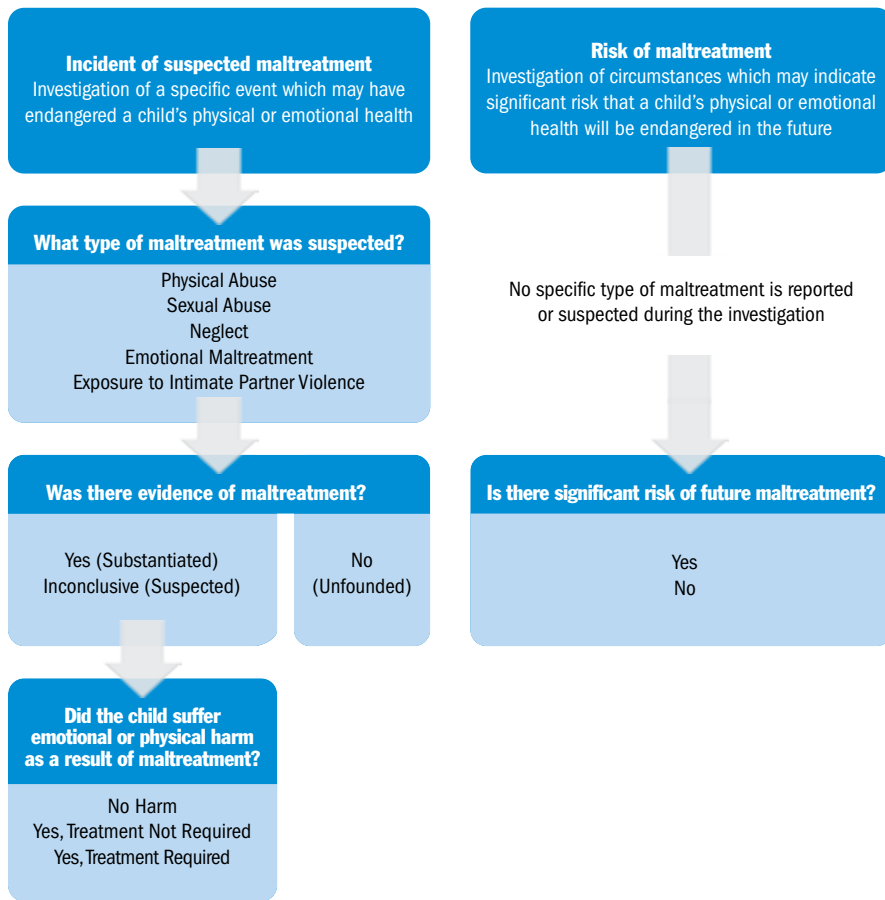 Incident of suspected maltreatment
Investigation of a specific event which may have
endangered a child's physical or emotional health
What type of maltreatment was suspected?
Physical Abuse
Sexual Abuse
Neglect
Emotional Maltreatment
Exposure to Intimate Partner Violence
Was there evidence of maltreatment?
Yes (Substantiated)
Inconclusive (Suspected)
No
(Unfounded)
Did the child suffer
emotional or physical harm
as a result of maltreatment?
No Harm
Yes, Treatment Not Required
Yes, Treatment Required
Risk of maltreatment
Investigation of circumstances which may indicate
significant risk that a child's physical or emotional
health will be endangered in the future
No specific type of maltreatment is reported
or suspected during the investigation
Is there significant risk of future maltreatment?
Yes
No